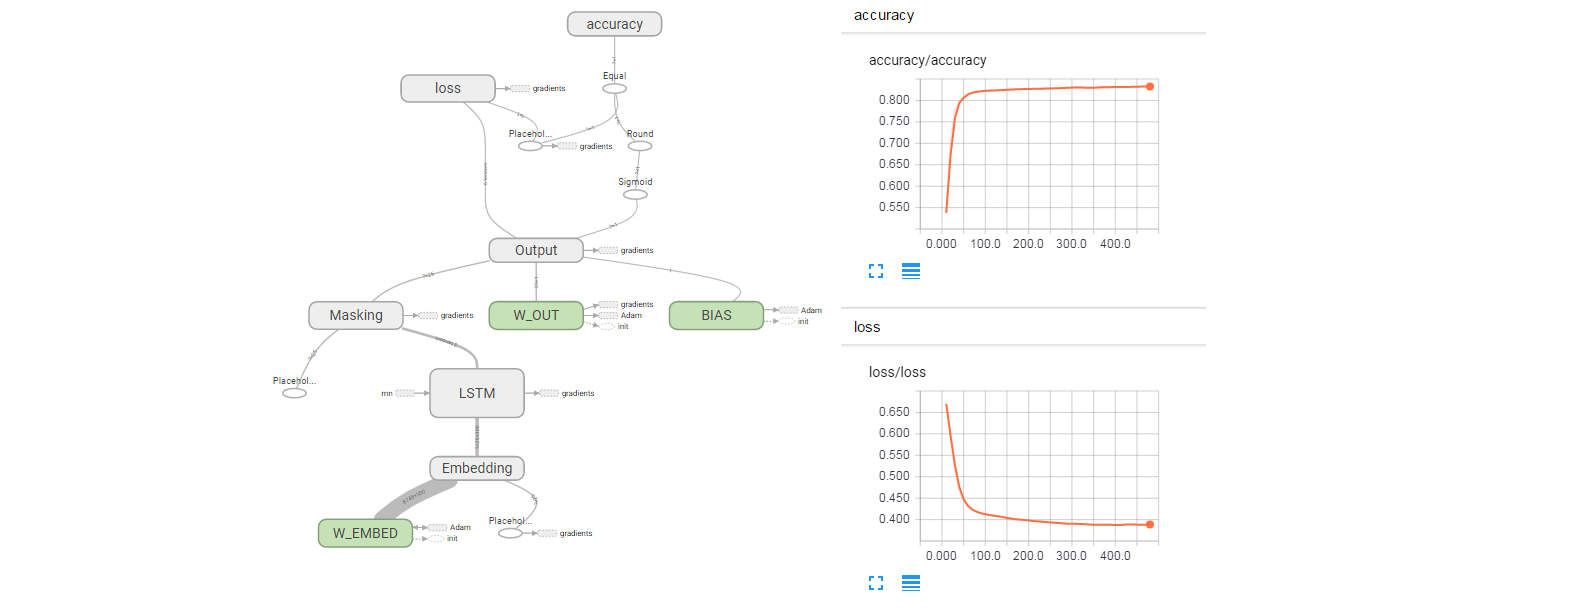 accuracy
Equal
loss
gradients
Placehol...
gradients
Round
Sigmoid
Output
gradients
Masking
gradients
W_OUT
gradients
Adam
init
BIAS
Adam
init
Placehol...
rnn
LSTM
gradients
Embedding
Placehol...
gradients
W_EMBED
Adam
init
accuracy
accuracy/accuracy
0.800
0.750
0.700
0.650
0.600
0.550
0.000 100.0 200.0 300.0 400.0
loss
loss/loss
0.650
0.600
0.550
0.500
0.450
0.400
0.000 100.0 200.0 300.0 400.0